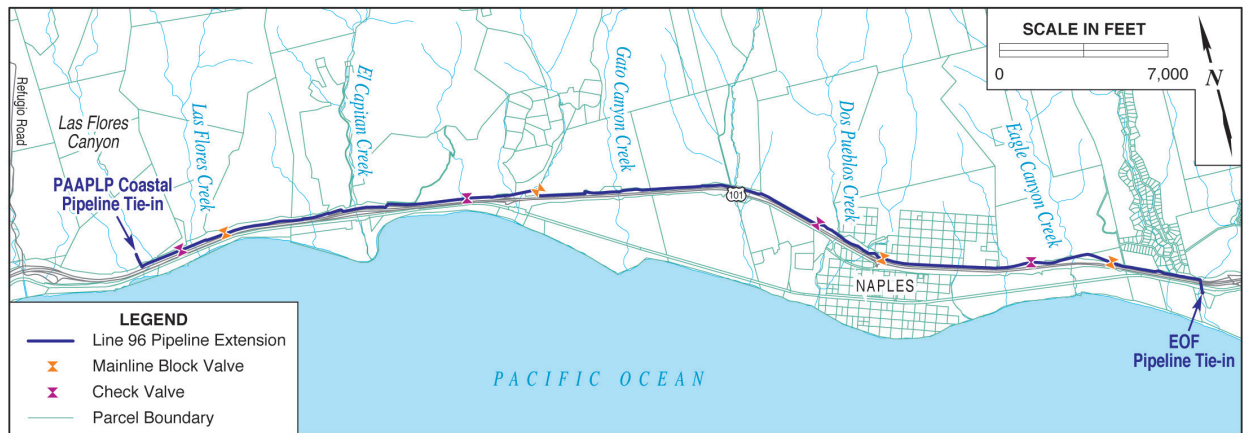 SCALE IN FEET
0 7,000
N
Refugio Road
Las Flores
Canyon
Las Flores Creek
El Capitan Creek
Gato Canyon Creek
Dos Pueblos Creek
Eagle Canyon Creek
PAAPLP Coastal
Pipeline Tie-in
101
NAPLES
EOF
Pipeline Tie-in
PACIFIC OCEAN
LEGEND
Line 96 Pipeline Extension
Mainline Block Valve
Check Valve
Parcel Boundary